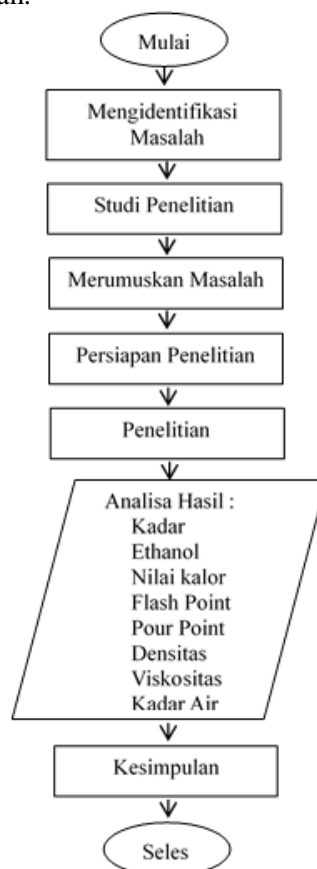 an.
Mulai
Mengidentifikasi
Masalah
Studi Penelitian
Merumuskan Masalah
Persiapan Penelitian
Penelitian
Analisa Hasil :
Kadar
Ethanol
Nilai kalor
Flash Point
Pour Point
Densitas
Viskositas
Kadar Air
Kesimpulan
Seles